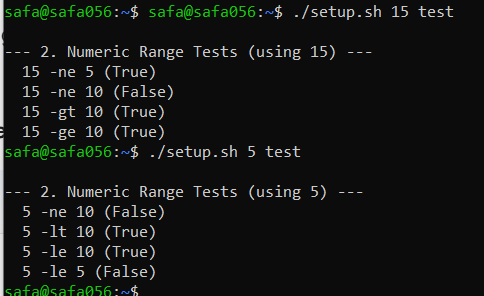 safa@safa056:~$ safa@safa056:~$ ./setup.sh 15 test
--- 2. Numeric Range Tests (using 15) ---
15 -ne 5 (True)
15 -ne 10 (False)
15 -gt 10 (True)
15 -ge 10 (True)
safa@safa056:~$ ./setup.sh 5 test
--- 2. Numeric Range Tests (using 5) ---
5 -ne 10 (False)
5 -lt 10 (True)
5 -le 10 (True)
5 -le 5 (False)
safa@safa056:~$